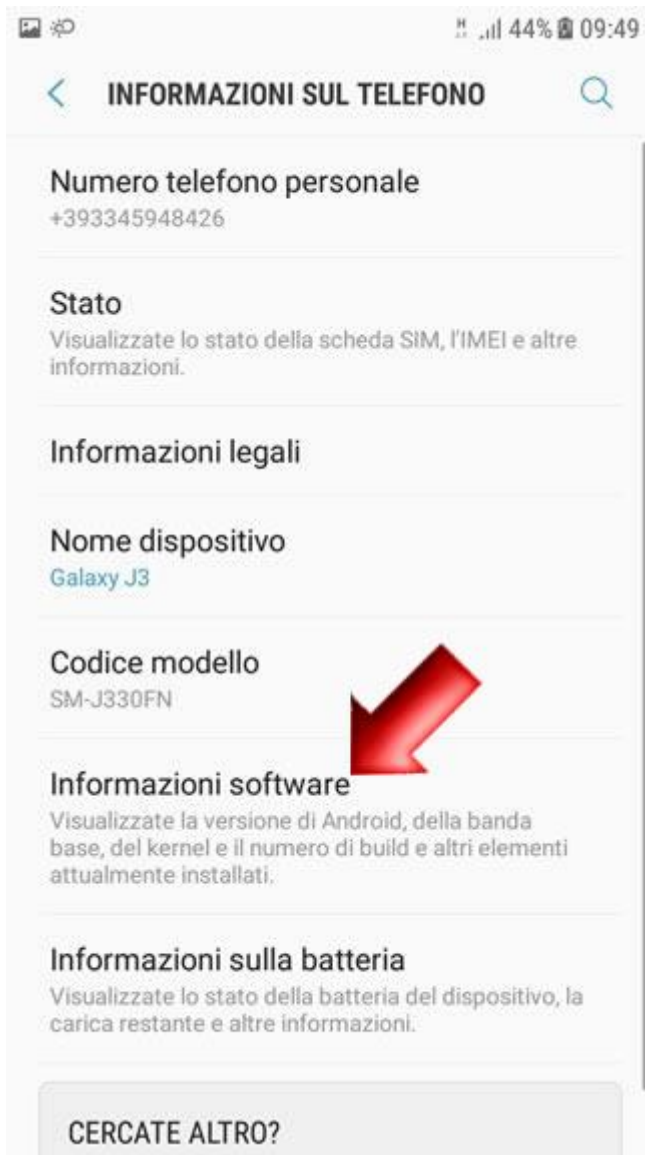 44% 09:49
INFORMAZIONI SUL TELEFONO
Numero telefono personale
+393345948426
Stato
Visualizzate lo stato della scheda SIM, l'IMEI e altre
informazioni.
Informazioni legali
Nome dispositivo
Galaxy J3
Codice modello
SM-J330FN
Informazioni software
Visualizzate la versione di Android, della banda
base, del kernel e il numero di build e altri elementi
attualmente installati.
Informazioni sulla batteria
Visualizzate lo stato della batteria del dispositivo, la
carica restante e altre informazioni.
CERCATE ALTRO?